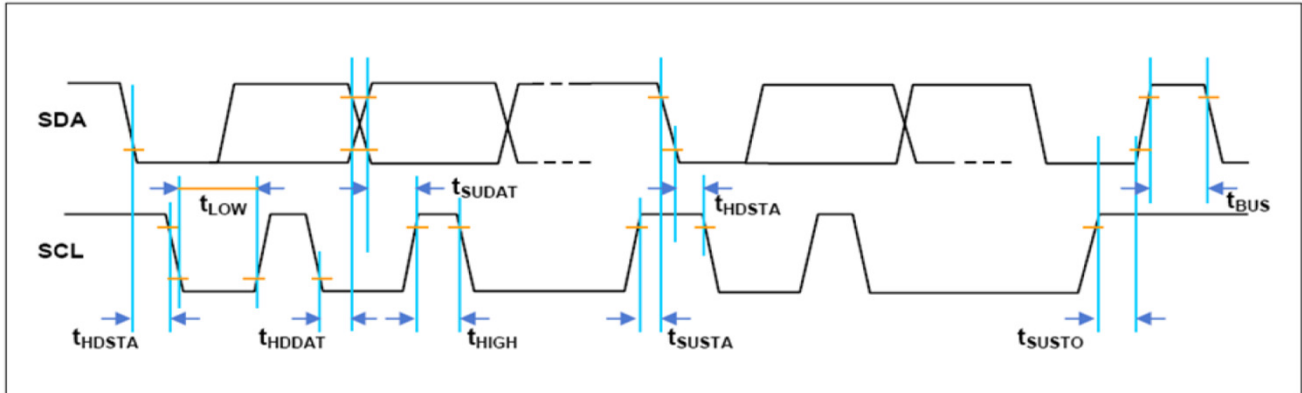 SDA
tLOW
tSUDAT
tHDSTA
tBUS
SCL
tHDSTA
tHDDAT
tHIGH
tSUSTA
tSUSTO